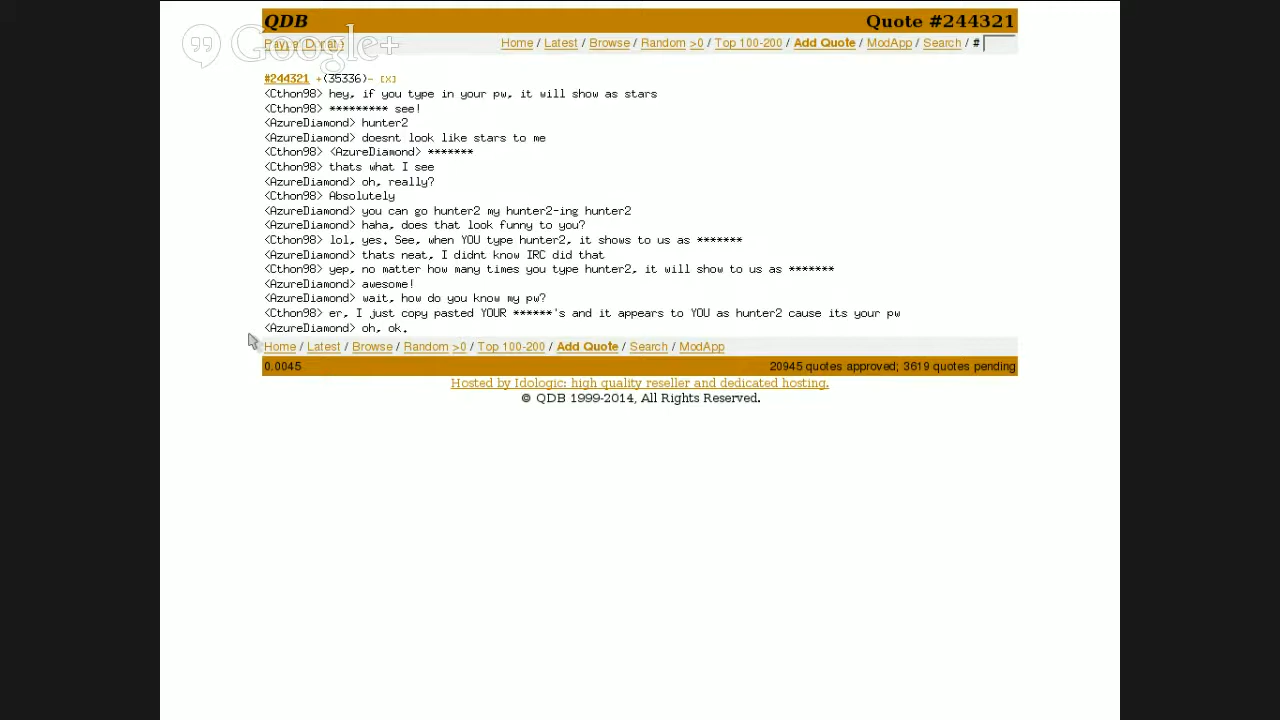 QDB Quote #244321
Google+
Paypal Donate Home / Latest / Browse / Random >0 / Top 100-200 / Add Quote / ModApp / Search / #
#244321 +(35336)- [X]
<Cthon98> hey, if you type in your pw, it will show as stars
<Cthon98> ********* see!
<AzureDiamond> hunter2
<AzureDiamond> doesnt look like stars to me
<Cthon98> <AzureDiamond> *******
<Cthon98> thats what I see
<AzureDiamond> oh, really?
<Cthon98> Absolutely
<AzureDiamond> you can go hunter2 my hunter2-ing hunter2
<AzureDiamond> haha, does that look funny to you?
<Cthon98> lol, yes. See, when YOU type hunter2, it shows to us as *******
<AzureDiamond> thats neat, I didnt know IRC did that
<Cthon98> yep, no matter how many times you type hunter2, it will show to us as *******
<AzureDiamond> awesome!
<AzureDiamond> wait, how do you know my pw?
<Cthon98> er, I just copy pasted YOUR ******'s and it appears to YOU as hunter2 cause its your pw
<AzureDiamond> oh, ok.
Home / Latest / Browse / Random >0 / Top 100-200 / Add Quote / Search / ModApp
0.0045 20945 quotes approved; 3619 quotes pending
Hosted by Idologic: high quality reseller and dedicated hosting.
© QDB 1999-2014, All Rights Reserved.